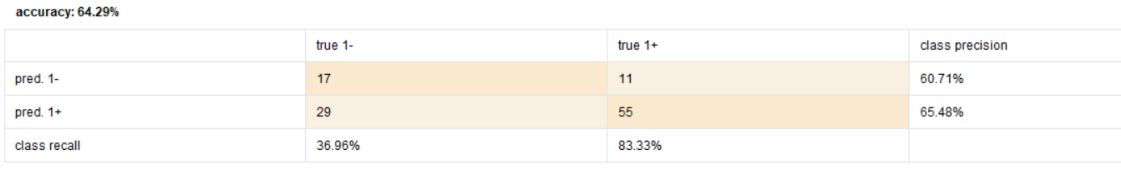 accuracy: 64.29%
true 1- true 1+ class precision
pred. 1- 17 11 60.71%
pred. 1+ 29 55 65.48%
class recall 36.96% 83.33%